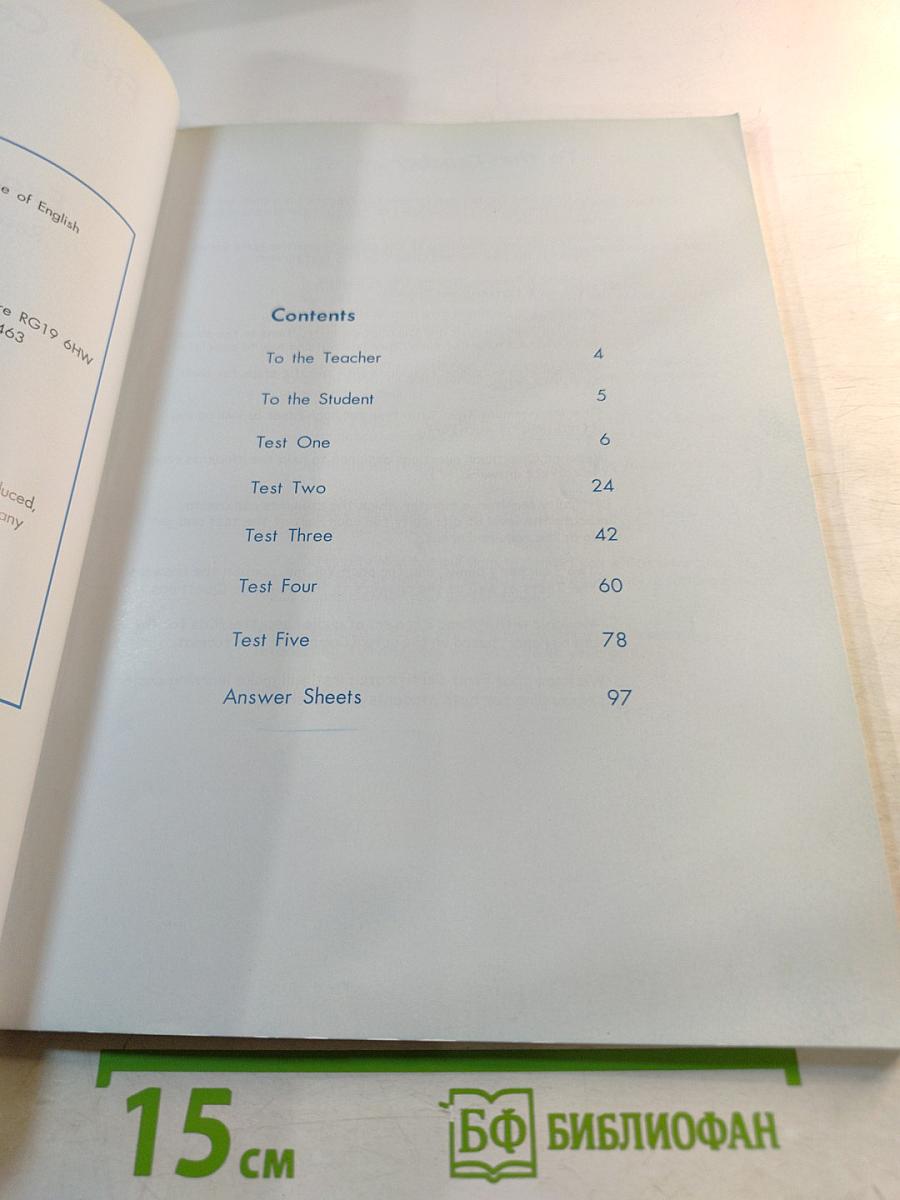 e of English
re RG19 6HW
463
luced,
any
Contents
To the Teacher 4
To the Student 5
Test One 6
Test Two 24
Test Three 42
Test Four 60
Test Five 78
Answer Sheets 97
15 см
БФ БИБЛИОФАН